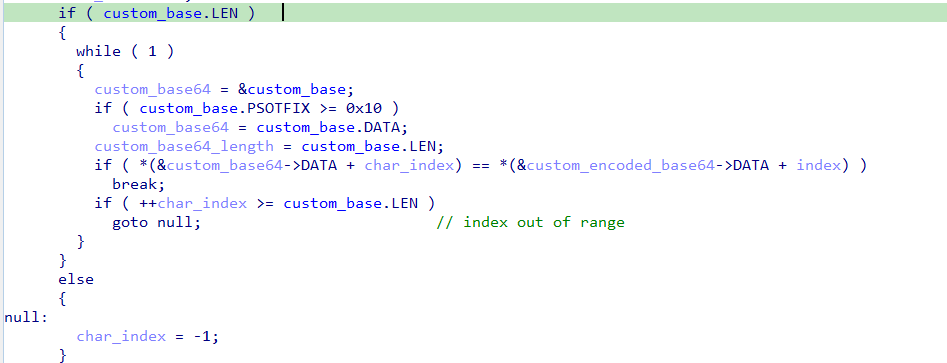 if ( custom_base.LEN )
{
while ( 1 )
{
custom_base64 = &custom_base;
if ( custom_base.PSOTFIX >= 0x10 )
custom_base64 = custom_base.DATA;
custom_base64_length = custom_base.LEN;
if ( *(&custom_base64->DATA + char_index) == *(&custom_encoded_base64->DATA + index) )
break;
if ( ++char_index >= custom_base.LEN )
goto null; // index out of range
}
}
else
{
null:
char_index = -1;
}